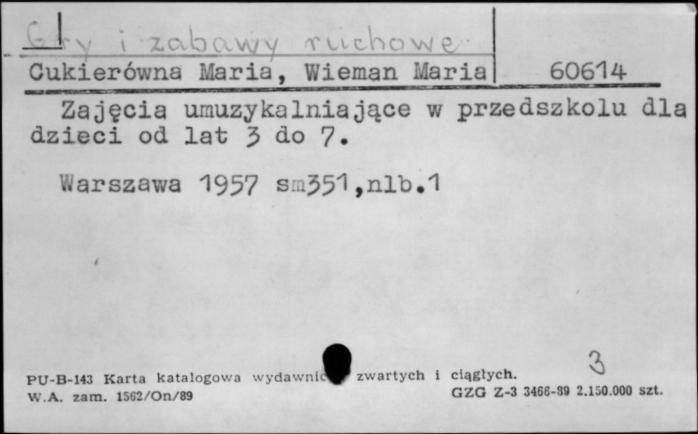 Gry i zabawy ruchowe
Cukierówna Maria, Wieman Maria 60614
Zajęcia umuzykalniające w przedszkolu dla
dzieci od lat 3 do 7.
Warszawa 1957 sm351,nlb.1
3
PU-B-143 Karta katalogowa wydawnic zwartych i ciągłych.
W.A. zam. 1562/On/89 GZG Z-3 3466-89 2.150.000 szt.